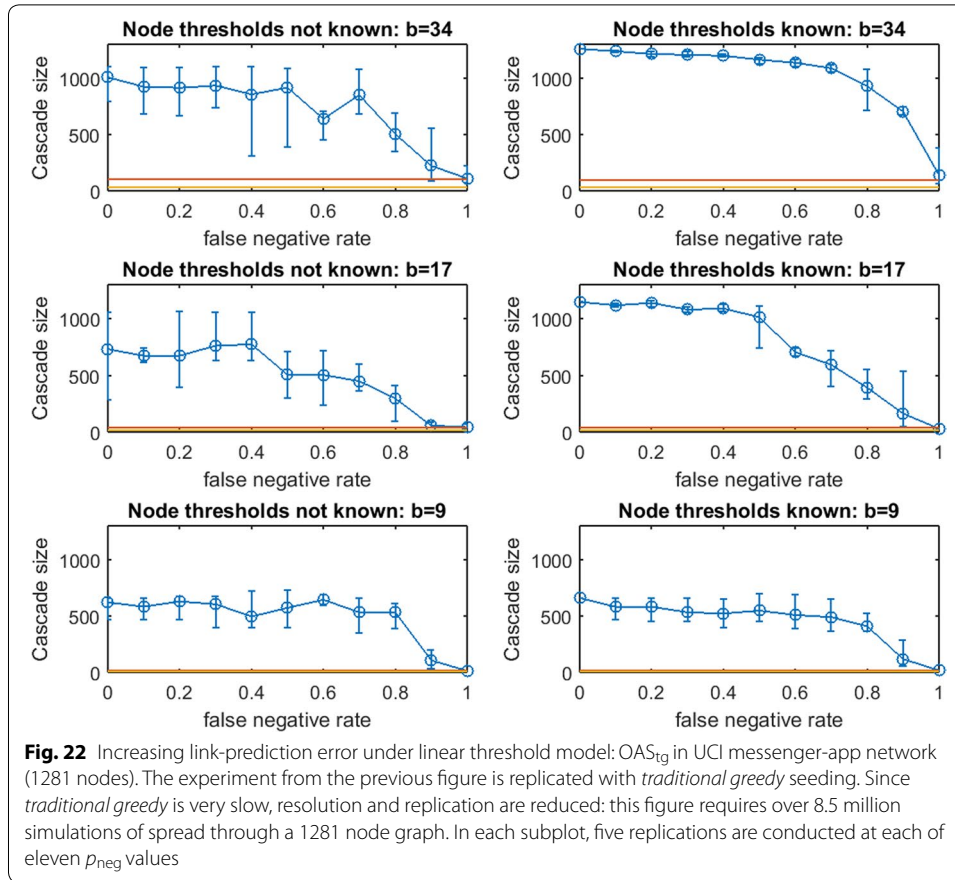 Node thresholds not known: b=34
Node thresholds known: b=34
Cascade size
1000
500
0
0 0.2 0.4 0.6 0.8 1
false negative rate
Cascade size
1000
500
0
0 0.2 0.4 0.6 0.8 1
false negative rate
Node thresholds not known: b=17
Node thresholds known: b=17
Cascade size
1000
500
0
0 0.2 0.4 0.6 0.8 1
false negative rate
Cascade size
1000
500
0
0 0.2 0.4 0.6 0.8 1
false negative rate
Node thresholds not known: b=9
Node thresholds known: b=9
Cascade size
1000
500
0
0 0.2 0.4 0.6 0.8 1
false negative rate
Cascade size
1000
500
0
0 0.2 0.4 0.6 0.8 1
false negative rate
Fig. 22 Increasing link-prediction error under linear threshold model: OAStg in UCI messenger-app network
(1281 nodes). The experiment from the previous figure is replicated with traditional greedy seeding. Since
traditional greedy is very slow, resolution and replication are reduced: this figure requires over 8.5 million
simulations of spread through a 1281 node graph. In each subplot, five replications are conducted at each of
eleven pneg values